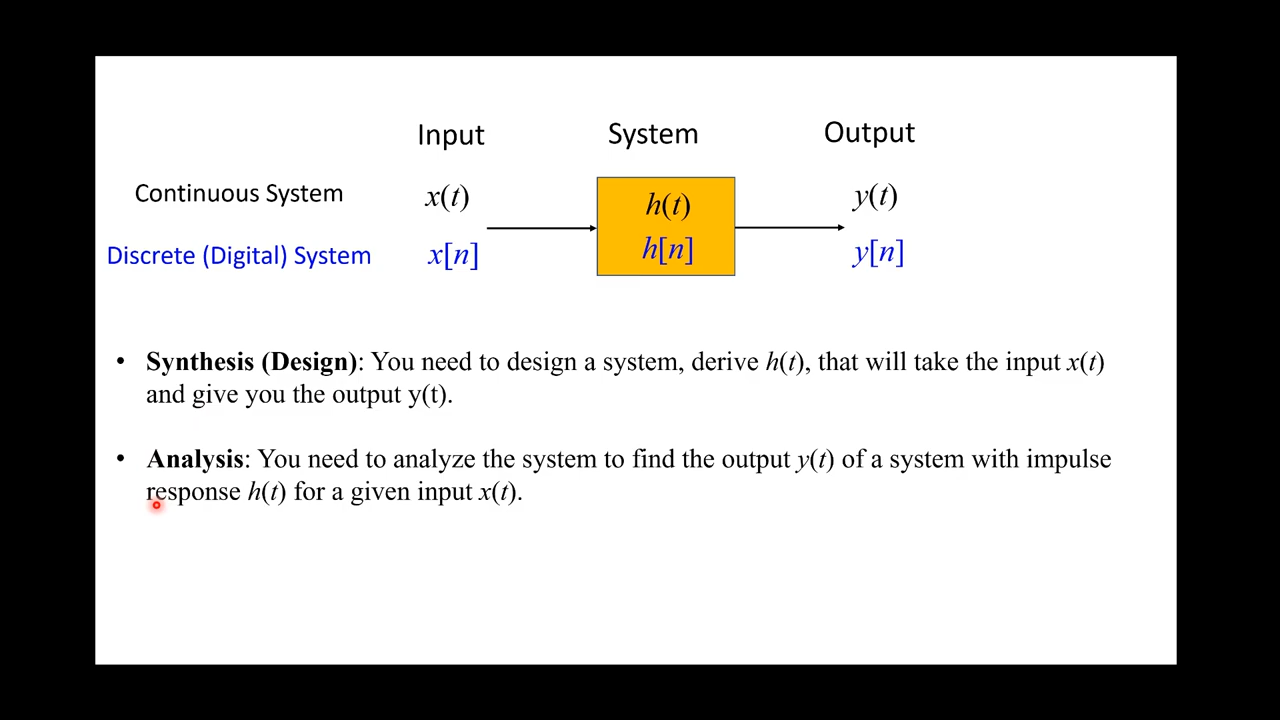 Input System Output
Continuous System x(t) h(t) y(t)
Discrete (Digital) System x[n] h[n] y[n]
• Synthesis (Design): You need to design a system, derive h(t), that will take the input x(t)
and give you the output y(t).
• Analysis: You need to analyze the system to find the output y(t) of a system with impulse
response h(t) for a given input x(t).